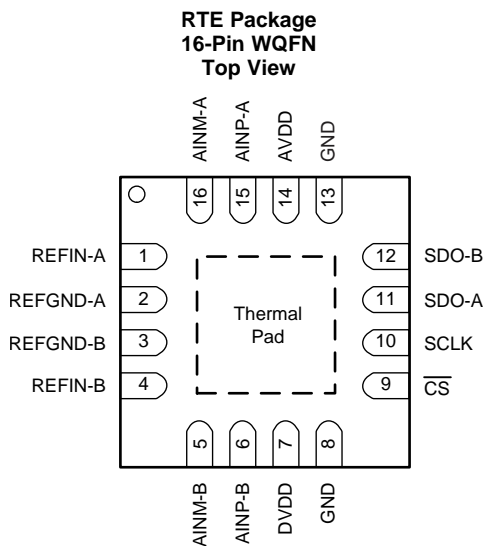 RTE Package
16-Pin WQFN
Top View
AINM-A
AINP-A
AVDD
GND
16
15
14
13
REFIN-A
1
12
SDO-B
REFGND-A
2
11
SDO-A
REFGND-B
3
10
SCLK
REFIN-B
4
9
CS
Thermal
Pad
5
6
7
8
AINM-B
AINP-B
DVDD
GND